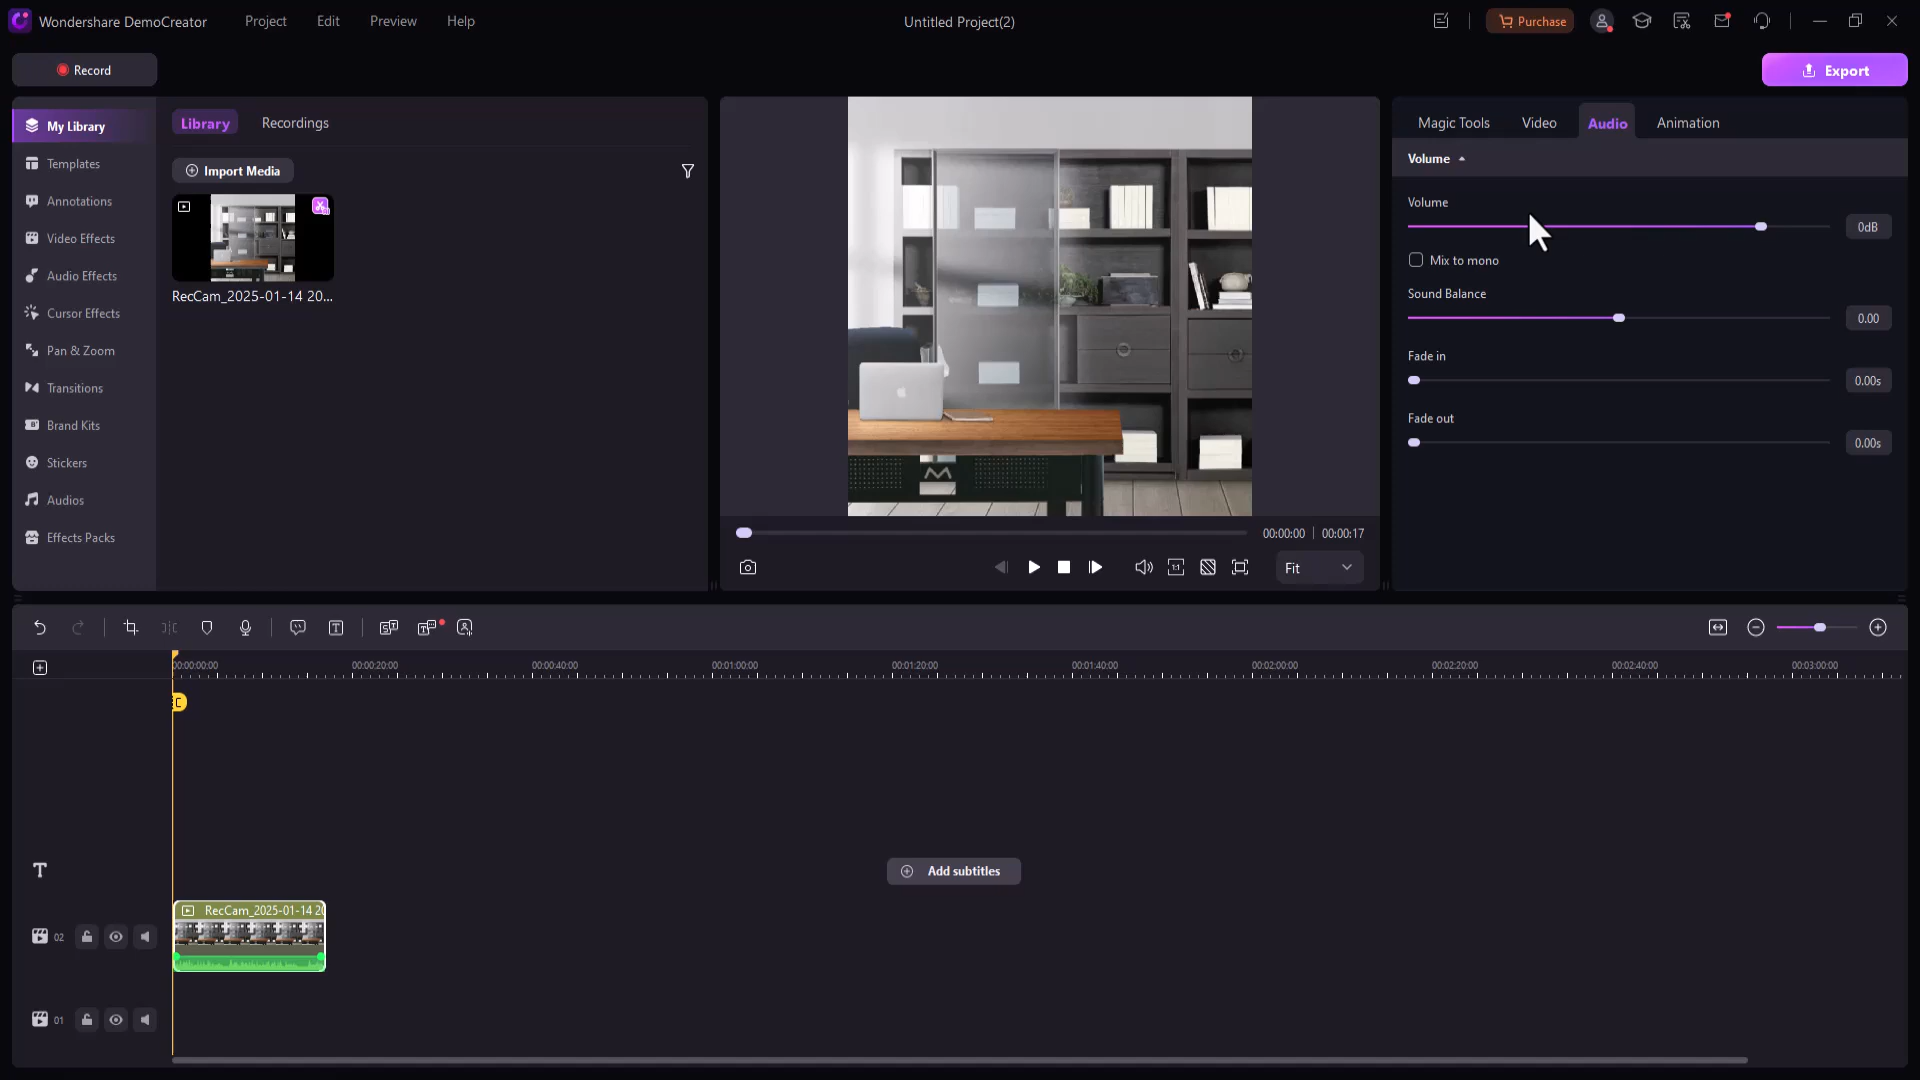 Wondershare DemoCreator
Project
Edit
Preview
Help
Untitled Project(2)
Purchase
Record
Export
My Library
Templates
Annotations
Video Effects
Audio Effects
Cursor Effects
Pan & Zoom
Transitions
Brand Kits
Stickers
Audios
Effects Packs
Library
Recordings
Import Media
RecCam_2025-01-14 20...
00:00:00 | 00:00:17
Fit
Magic Tools
Video
Audio
Animation
Volume
Volume
0dB
Mix to mono
Sound Balance
0.00
Fade in
0.00s
Fade out
0.00s
00:00:00:00
00:00:20:00
00:00:40:00
00:01:00:00
00:01:20:00
00:01:40:00
00:02:00:00
00:02:20:00
00:02:40:00
00:03:00:00
Add subtitles
RecCam_2025-01-14 20
02
01